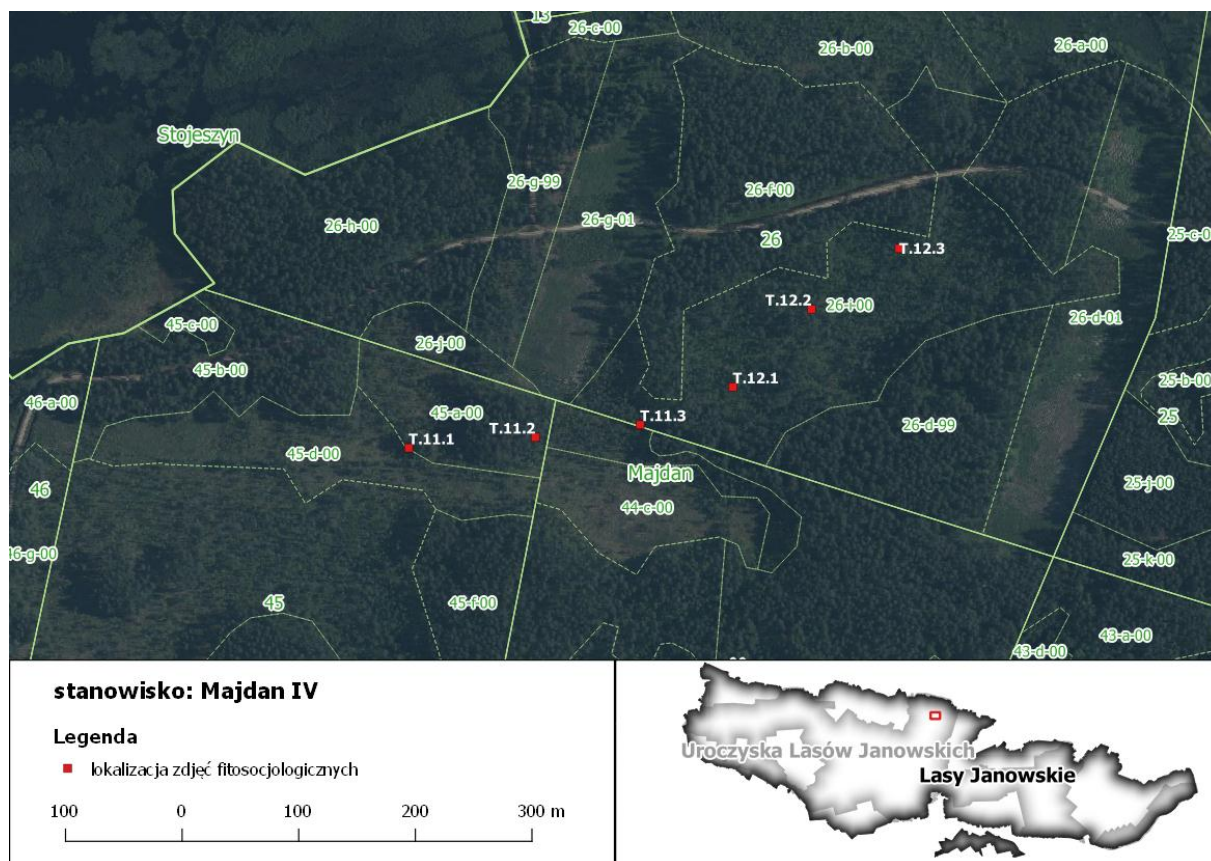 13
26-c-00
26-b-00
26-a-00
Stojeszyn
26-g-99
26-f-00
26-h-00
26-g-01
26
25-c-0
T.12.3
T.12.2
26-i-00
45-c-00
26-j-00
26-d-01
45-b-00
46-a-00
T.12.1
25-b-00
45-a-00
25
T.11.3
T.11.2
26-d-99
T.11.1
45-d-00
Majdan
46
44-c-00
25-j-00
46-g-00
25-k-00
45
45-f-00
43-a-00
43-d-00
stanowisko: Majdan IV
Legenda
lokalizacja zdjęć fitosocjologicznych
100 0 100 200 300 m
Uroczyska Lasów Janowskich
Lasy Janowskie